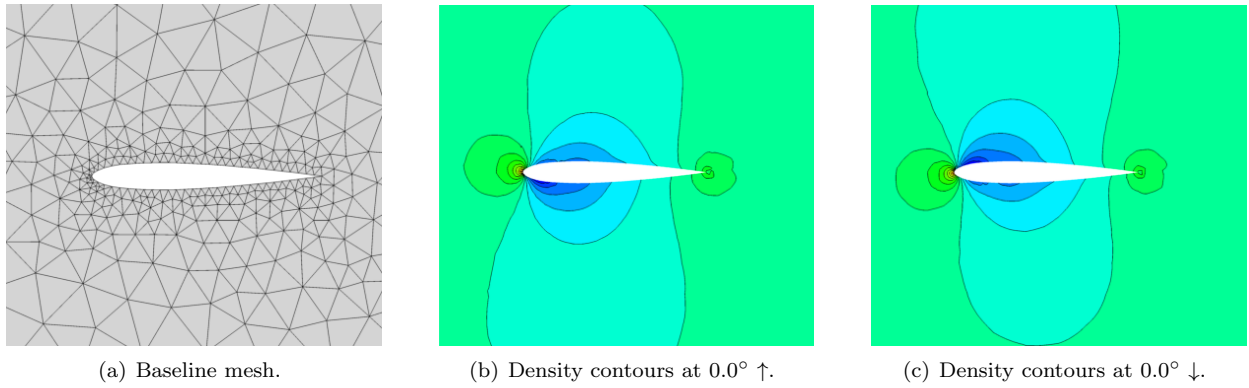 (a) Baseline mesh.
(b) Density contours at 0.0° ↑.
(c) Density contours at 0.0° ↓.